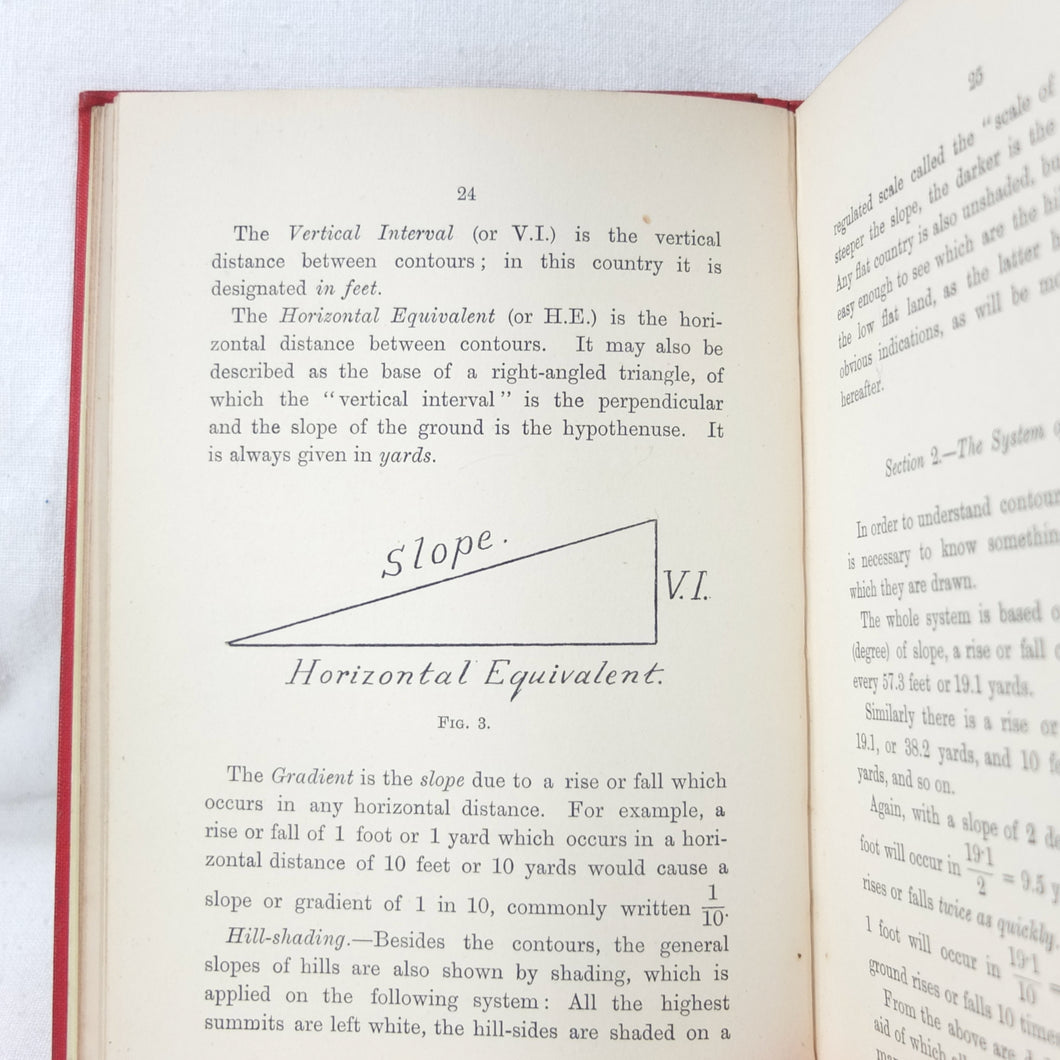 24
The Vertical Interval (or V.I.) is the vertical
distance between contours ; in this country it is
designated in feet.
The Horizontal Equivalent (or H.E.) is the hori-
zontal distance between contours. It may also be
described as the base of a right-angled triangle, of
which the “vertical interval” is the perpendicular
and the slope of the ground is the hypothenuse. It
is always given in yards.
Slope.
V.I.
Horizontal Equivalent.
FIG. 3.
The Gradient is the slope due to a rise or fall which
occurs in any horizontal distance. For example, a
rise or fall of 1 foot or 1 yard which occurs in a hori-
zontal distance of 10 feet or 10 yards would cause a
slope or gradient of 1 in 10, commonly written 1/10.
Hill-shading.—Besides the contours, the general
slopes of hills are also shown by shading, which is
applied on the following system : All the highest
summits are left white, the hill-sides are shaded on a
25
regulated scale called the “scale of
steeper the slope, the darker is the
Any flat country is also unshaded,
easy enough to see which are the
the low flat land, as the latter
obvious indications, as will be
hereafter.
Section 2.—The System
In order to understand
is necessary to know
which they are drawn.
The whole system is based
(degree) of slope, a rise or fall
every 57.3 feet or 19.1 yards.
Similarly there is a rise or
19.1, or 38.2 yards, and 10
yards, and so on.
Again, with a slope of 2
foot will occur in 19·1/2 = 9.5
rises or falls twice as quickly.
1 foot will occur in 19·1/10 =
ground rises or falls 10 times
From the above are
aid of which